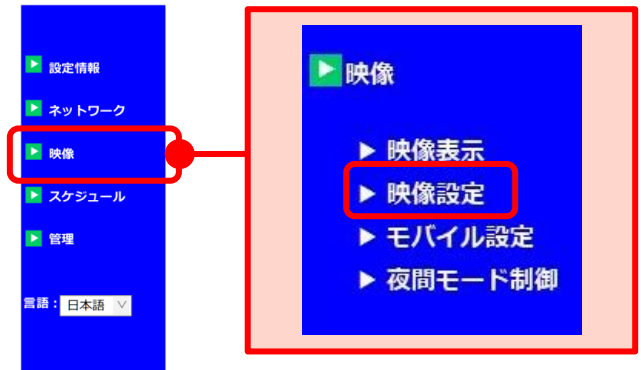 設定情報
ネットワーク
映像
スケジュール
管理
言語：日本語
映像
映像表示
映像設定
モバイル設定
夜間モード制御